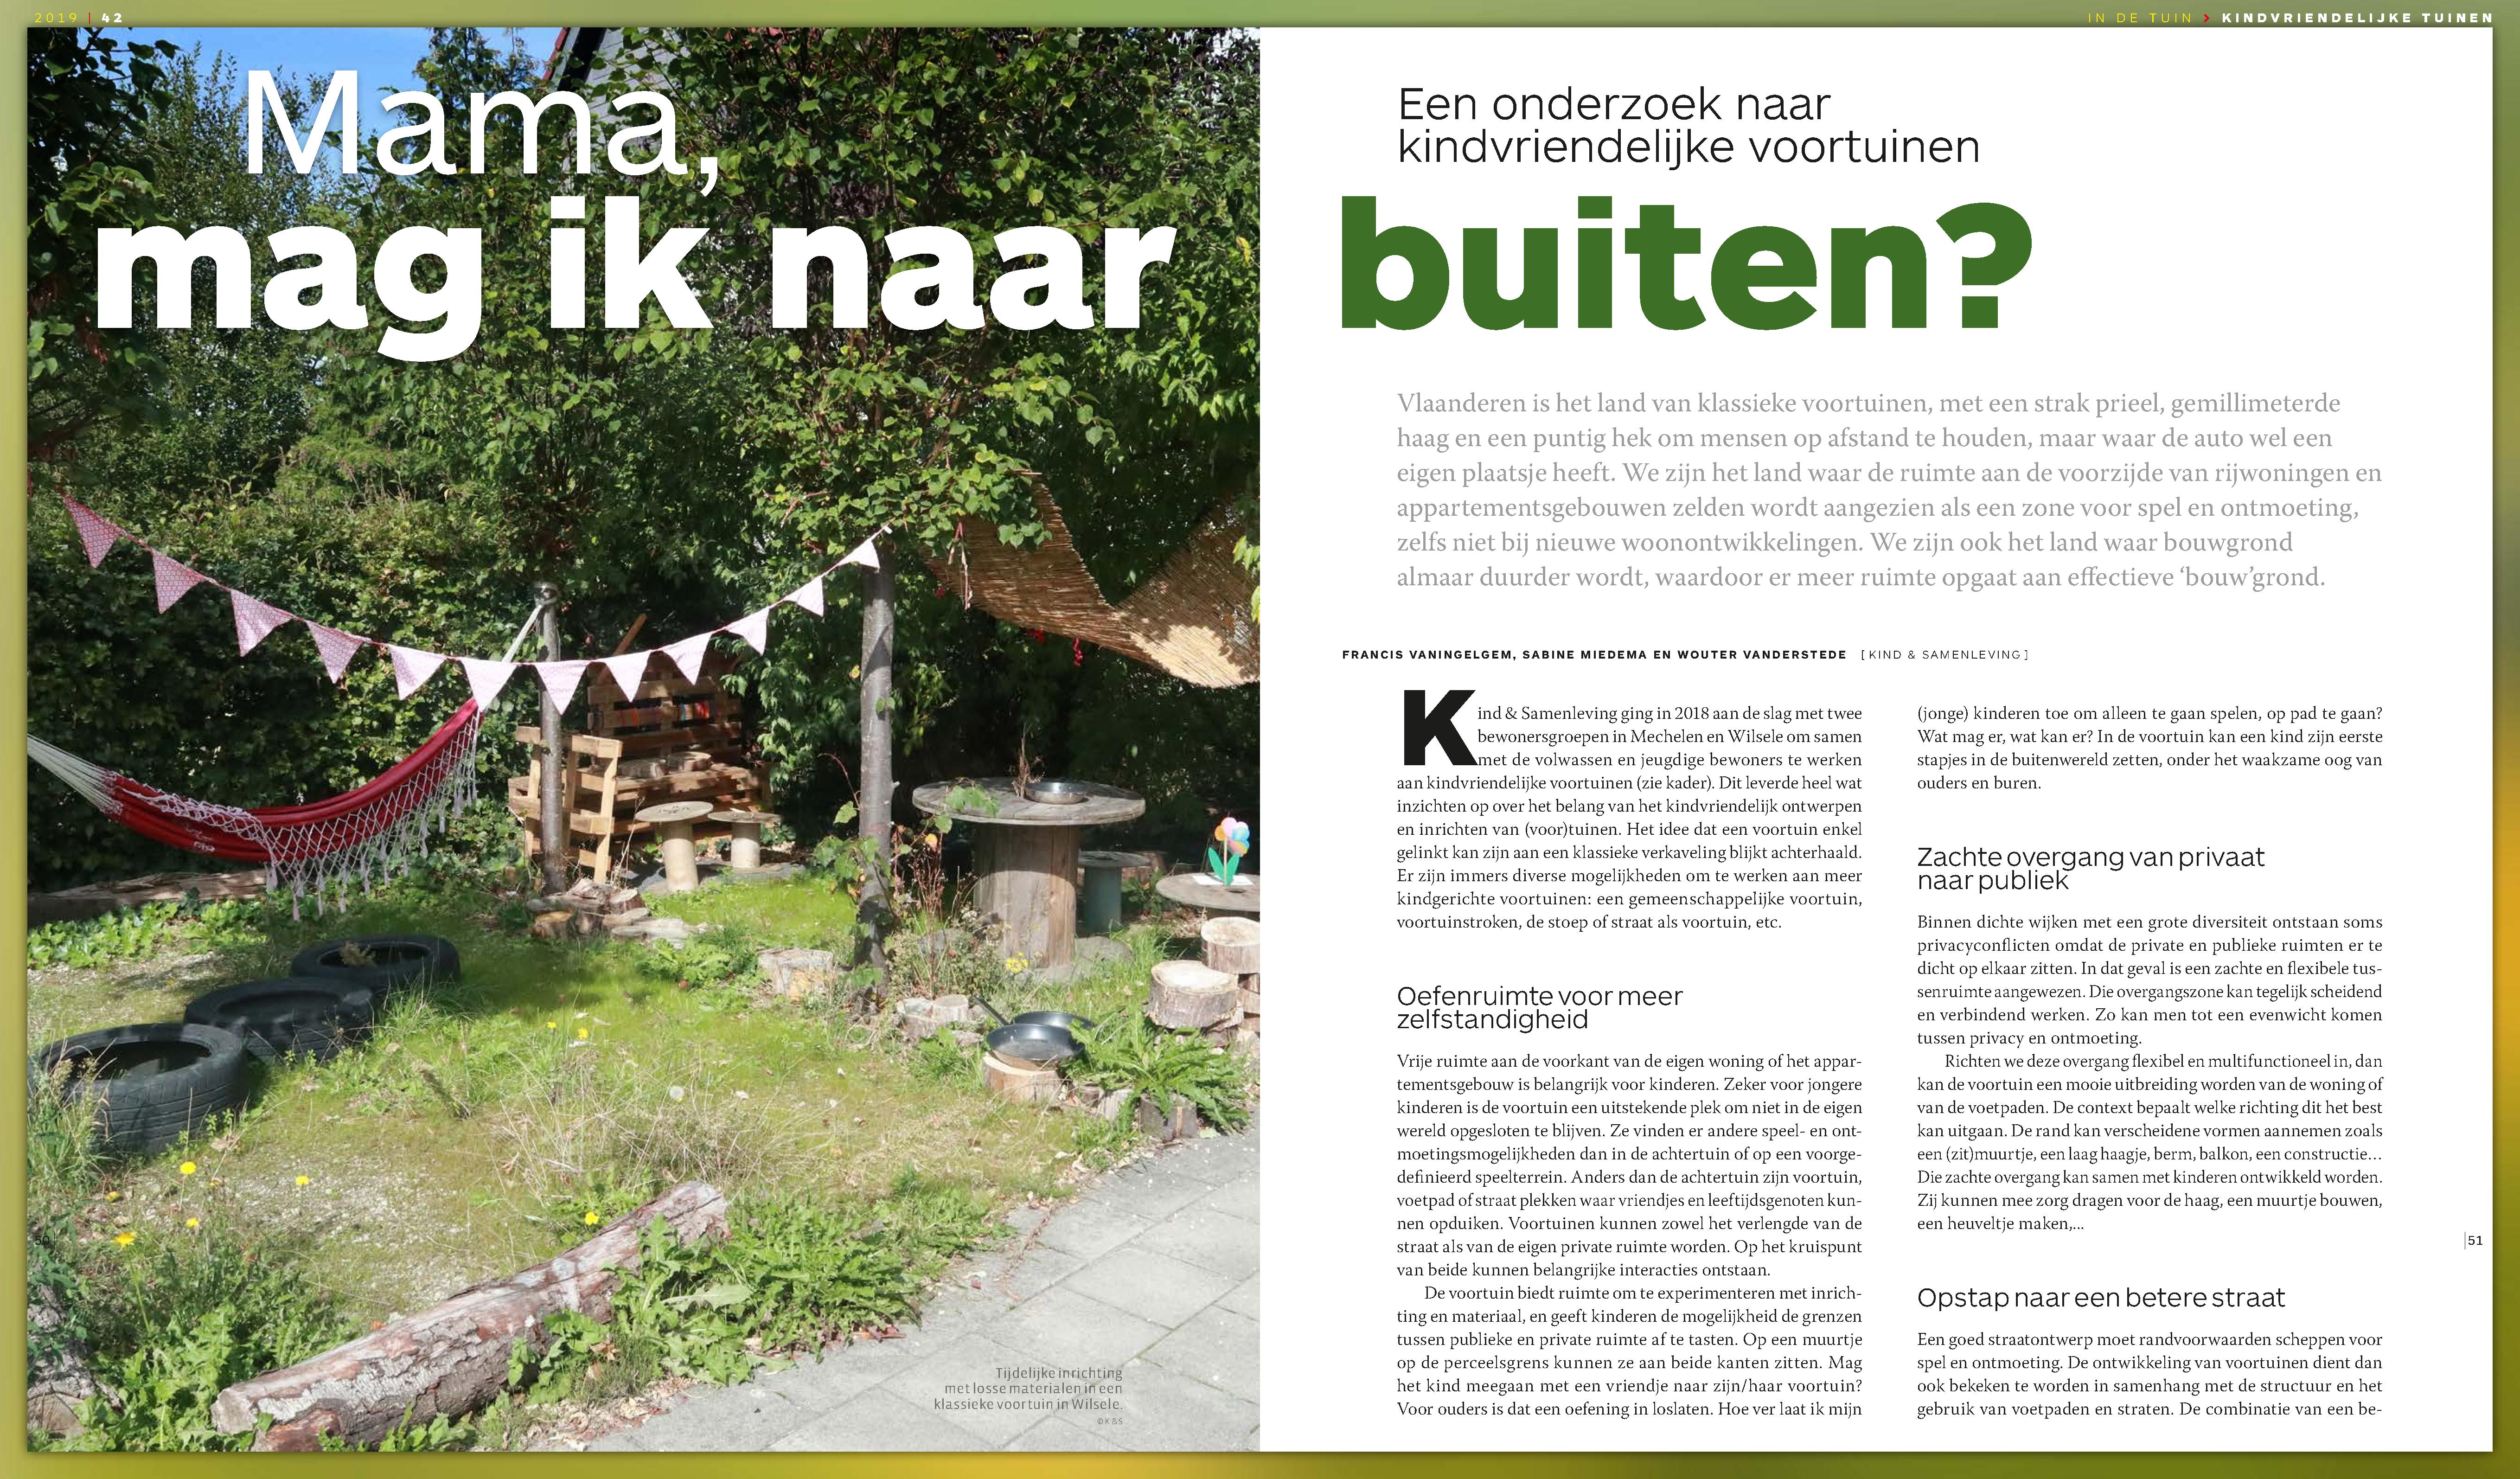 2019 | 42
IN DE TUIN > KINDVRIENDELIJKE TUINEN
Mama,
mag ik naar
Een onderzoek naar
kindvriendelijke voortuinen
buiten?
Vlaanderen is het land van klassieke voortuinen, met een strak prieel, gemillimeterde
haag en een puntig hek om mensen op afstand te houden, maar waar de auto wel een
eigen plaatsje heeft. We zijn het land waar de ruimte aan de voorzijde van rijwoningen en
appartementsgebouwen zelden wordt aangezien als een zone voor spel en ontmoeting,
zelfs niet bij nieuwe woonontwikkelingen. We zijn ook het land waar bouwgrond
almaar duurder wordt, waardoor er meer ruimte opgaat aan effectieve ‘bouw’grond.
FRANCIS VANINGELGEM, SABINE MIEDEMA EN WOUTER VANDERSTEDE [KIND & SAMENLEVING]
Kind & Samenleving ging in 2018 aan de slag met twee
bewonersgroepen in Mechelen en Wilsele om samen
met de volwassen en jeugdige bewoners te werken
aan kindvriendelijke voortuinen (zie kader). Dit leverde heel wat
inzichten op over het belang van het kindvriendelijk ontwerpen
en inrichten van (voor)tuinen. Het idee dat een voortuin enkel
gelinkt kan zijn aan een klassieke verkaveling blijkt achterhaald.
Er zijn immers diverse mogelijkheden om te werken aan meer
kindgerichte voortuinen: een gemeenschappelijke voortuin,
voortuinstroken, de stoep of straat als voortuin, etc.
Oefenruimte voor meer
zelfstandigheid
Vrije ruimte aan de voorkant van de eigen woning of het appar-
tementsgebouw is belangrijk voor kinderen. Zeker voor jongere
kinderen is de voortuin een uitstekende plek om niet in de eigen
wereld opgesloten te blijven. Ze vinden er andere speel- en ont-
moetingsmogelijkheden dan in de achtertuin of op een voorge-
definieerd speelterrein. Anders dan de achtertuin zijn voortuin,
voetpad of straat plekken waar vriendjes en leeftijdsgenoten kun-
nen opduiken. Voortuinen kunnen zowel het verlengde van de
straat als van de eigen private ruimte worden. Op het kruispunt
van beide kunnen belangrijke interacties ontstaan.
De voortuin biedt ruimte om te experimenteren met inrich-
ting en materiaal, en geeft kinderen de mogelijkheid de grenzen
tussen publieke en private ruimte af te tasten. Op een muurtje
op de perceelsgrens kunnen ze aan beide kanten zitten. Mag
het kind meegaan met een vriendje naar zijn/haar voortuin?
Voor ouders is dat een oefening in loslaten. Hoe ver laat ik mijn
(jonge) kinderen toe om alleen te gaan spelen, op pad te gaan?
Wat mag er, wat kan er? In de voortuin kan een kind zijn eerste
stapjes in de buitenwereld zetten, onder het waakzame oog van
ouders en buren.
Zachte overgang van privaat
naar publiek
Binnen dichte wijken met een grote diversiteit ontstaan soms
privacyconflicten omdat de private en publieke ruimten er te
dicht op elkaar zitten. In dat geval is een zachte en flexibele tus-
senruimte aangewezen. Die overgangszone kan tegelijk scheidend
en verbindend werken. Zo kan men tot een evenwicht komen
tussen privacy en ontmoeting.
Richten we deze overgang flexibel en multifunctioneel in, dan
kan de voortuin een mooie uitbreiding worden van de woning of
van de voetpaden. De context bepaalt welke richting dit het best
kan uitgaan. De rand kan verscheidene vormen aannemen zoals
een (zit)muurtje, een laag haagje, berm, balkon, een constructie…
Die zachte overgang kan samen met kinderen ontwikkeld worden.
Zij kunnen mee zorg dragen voor de haag, een muurtje bouwen,
een heuveltje maken,...
Opstap naar een betere straat
Een goed straatontwerp moet randvoorwaarden scheppen voor
spel en ontmoeting. De ontwikkeling van voortuinen dient dan
ook bekeken te worden in samenhang met de structuur en het
gebruik van voetpaden en straten. De combinatie van een be-
Tijdelijke inrichting
met losse materialen in een
klassieke voortuin in Wilsele.
© K & S
50
|51